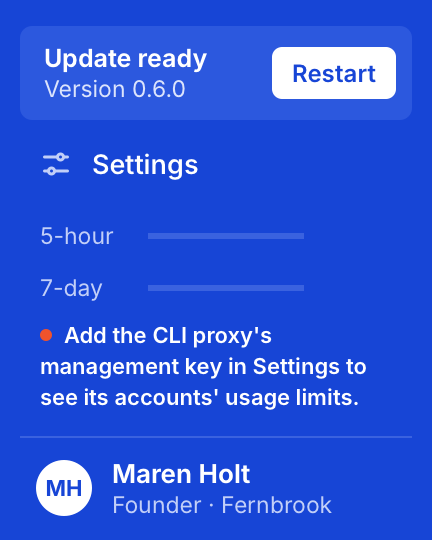 Update ready
Version 0.6.0
Restart
Settings
5-hour
7-day
Add the CLI proxy's
management key in Settings to
see its accounts' usage limits.
MH
Maren Holt
Founder · Fernbrook